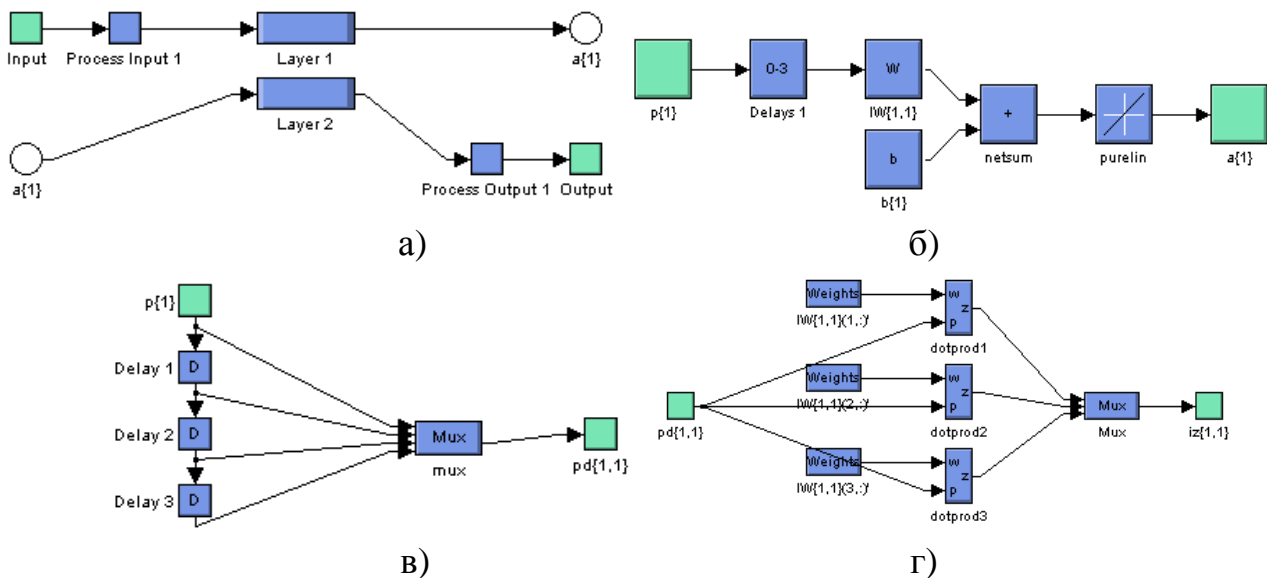 Input
Process Input 1
Layer 1
a{1}
Layer 2
a{1}
Process Output 1
Output
а)
0-3
W
p{1}
Delays 1
IW{1,1}
+
b
netsum
purelin
a{1}
b{1}
б)
p{1}
Delay 1
D
Delay 2
D
Mux
mux
pd{1,1}
Delay 3
D
в)
Weights
w
z
p
IW{1,1}(1,:)'
dotprod1
Weights
w
z
p
IW{1,1}(2,:)'
dotprod2
pd{1,1}
Mux
Mux
iz{1,1}
Weights
w
z
p
IW{1,1}(3,:)'
dotprod3
г)